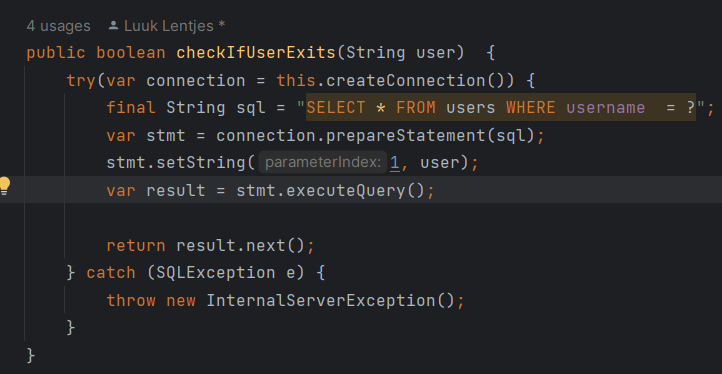 4 usages Luuk Lentjes *
public boolean checkIfUserExits(String user) {
try(var connection = this.createConnection()) {
final String sql = "SELECT * FROM users WHERE username  = ?";
var stmt = connection.prepareStatement(sql);
stmt.setString( parameterIndex: 1, user);
var result = stmt.executeQuery();
return result.next();
} catch (SQLException e) {
throw new InternalServerException();
}
}